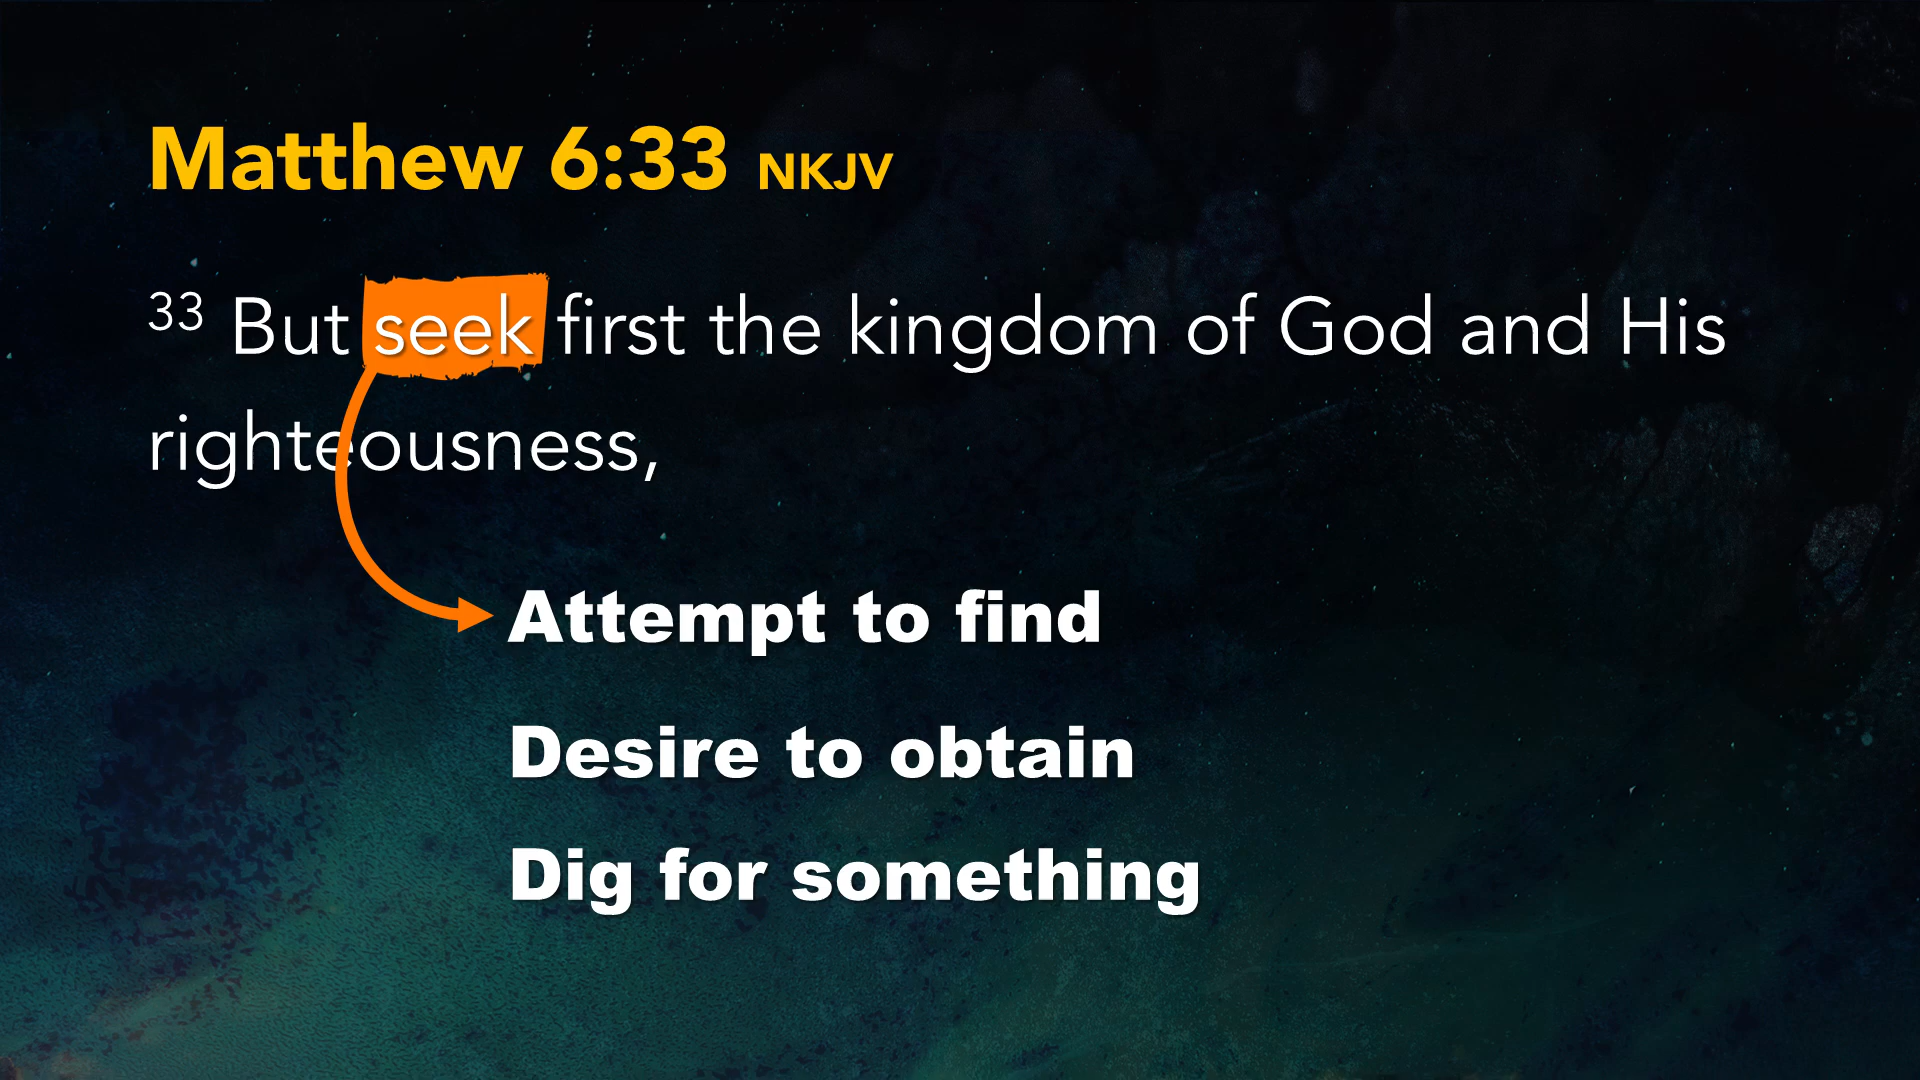 Matthew 6:33 NKJV
33 But seek first the kingdom of God and His
righteousness,
Attempt to find
Desire to obtain
Dig for something